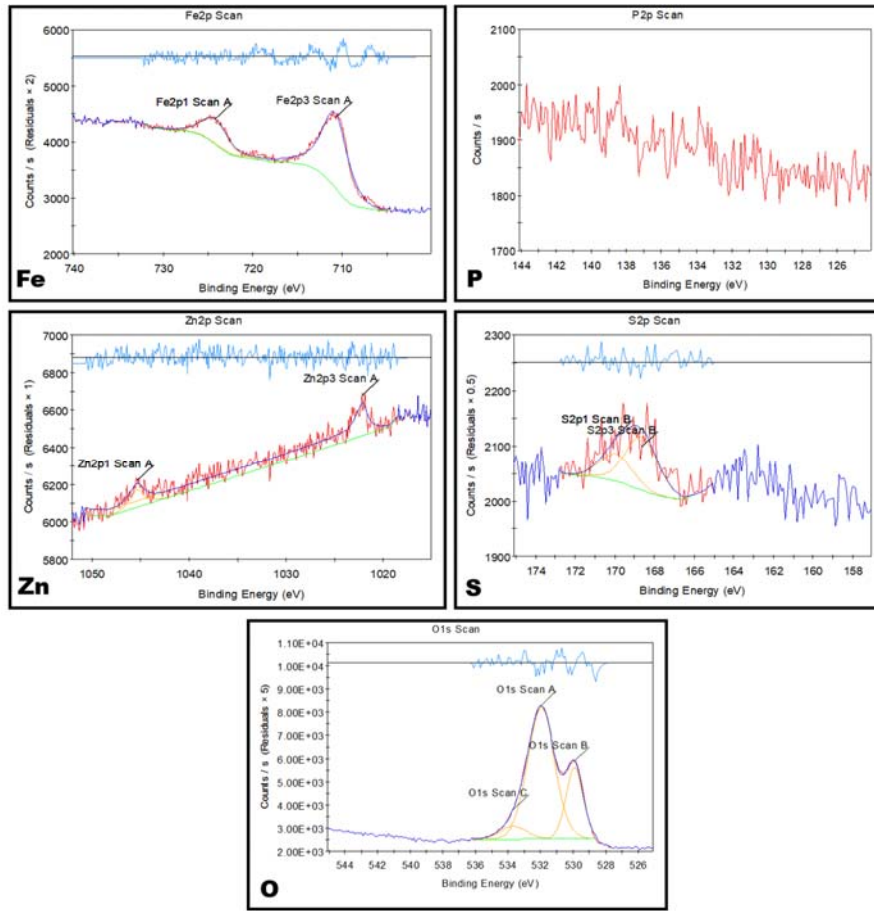 Fe2p Scan
Counts / s (Residuals × 2)
6000
5000
4000
3000
2000
Fe2p1 Scan A
Fe2p3 Scan A
740
730
720
710
Binding Energy (eV)
Fe
P2p Scan
Counts / s
2100
2000
1900
1800
1700
144 142 140 138 136 134 132 130 128 126 124
Binding Energy (eV)
P
Zn2p Scan
Counts / s (Residuals × 1)
7000
6800
6600
6400
6200
6000
5800
Zn2p3 Scan A
Zn2p1 Scan A
1050
1040
1030
1020
Binding Energy (eV)
Zn
S2p Scan
Counts / s (Residuals × 0.5)
2300
2200
2100
2000
1900
S2p1 Scan B
S2p3 Scan B
174 172 170 168 166 164 162 160 158
Binding Energy (eV)
S
O1s Scan
Counts / s (Residuals × 5)
1.10E+04
1.00E+04
9.00E+03
8.00E+03
7.00E+03
6.00E+03
5.00E+03
4.00E+03
3.00E+03
2.00E+03
O1s Scan A
O1s Scan B
O1s Scan C
544 542 540 538 536 534 532 530 528 526
Binding Energy (eV)
O